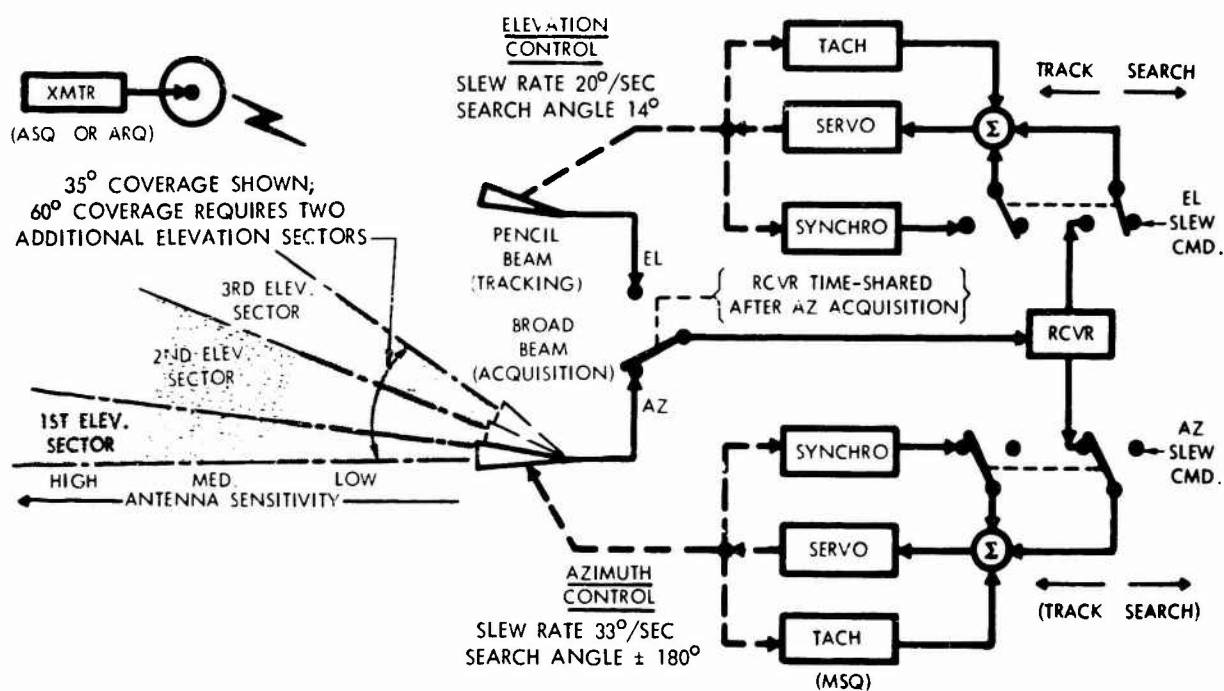 ELEVATION
CONTROL
SLEW RATE 20°/SEC
SEARCH ANGLE 14°
TACH
TRACK SEARCH
XMTR
(ASQ OR ARQ)
SERVO
Σ
35° COVERAGE SHOWN;
60° COVERAGE REQUIRES TWO
ADDITIONAL ELEVATION SECTORS
SYNCHRO
EL
SLEW
CMD.
PENCIL
BEAM
(TRACKING)
EL
RCVR TIME-SHARED
AFTER AZ ACQUISITION
3RD ELEV.
SECTOR
BROAD
BEAM
(ACQUISITION)
RCVR
2ND ELEV.
SECTOR
AZ
1ST ELEV.
SECTOR
HIGH MED. LOW
ANTENNA SENSITIVITY
SYNCHRO
AZ
SLEW
CMD.
SERVO
Σ
AZIMUTH
CONTROL
SLEW RATE 33°/SEC
SEARCH ANGLE ± 180°
(TRACK SEARCH)
TACH
(MSQ)